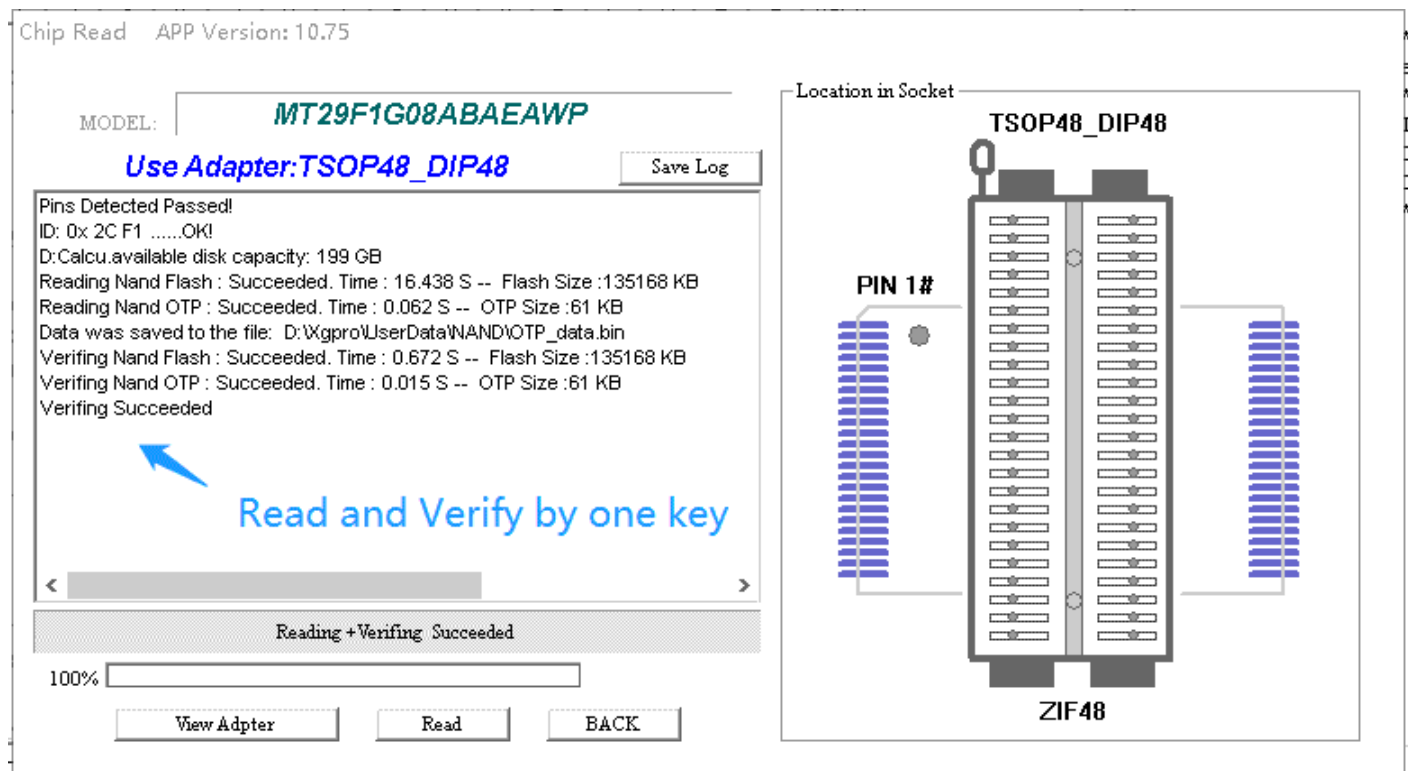 Chip Read APP Version: 10.75
MODEL: MT29F1G08ABAEAWP
Use Adapter:TSOP48_DIP48
Save Log
Pins Detected Passed!
ID: 0x 2C F1 ......OK!
D:Calcu.available disk capacity: 199 GB
Reading Nand Flash : Succeeded. Time : 16.438 S -- Flash Size :135168 KB
Reading Nand OTP : Succeeded. Time : 0.062 S -- OTP Size :61 KB
Data was saved to the file: D:\Xgpro\UserData\NAND\OTP_data.bin
Verifing Nand Flash : Succeeded. Time : 0.672 S -- Flash Size :135168 KB
Verifing Nand OTP : Succeeded. Time : 0.015 S -- OTP Size :61 KB
Verifing Succeeded
Read and Verify by one key
Reading +Verifing Succeeded
100%
View Adpter
Read
BACK
Location in Socket
TSOP48_DIP48
PIN 1#
ZIF48